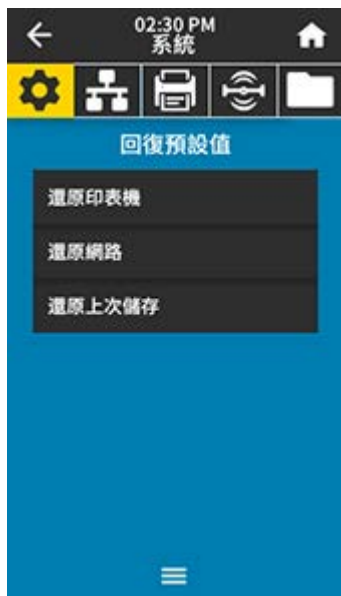 02:30 PM
系統
回復預設值
還原印表機
還原網路
還原上次儲存